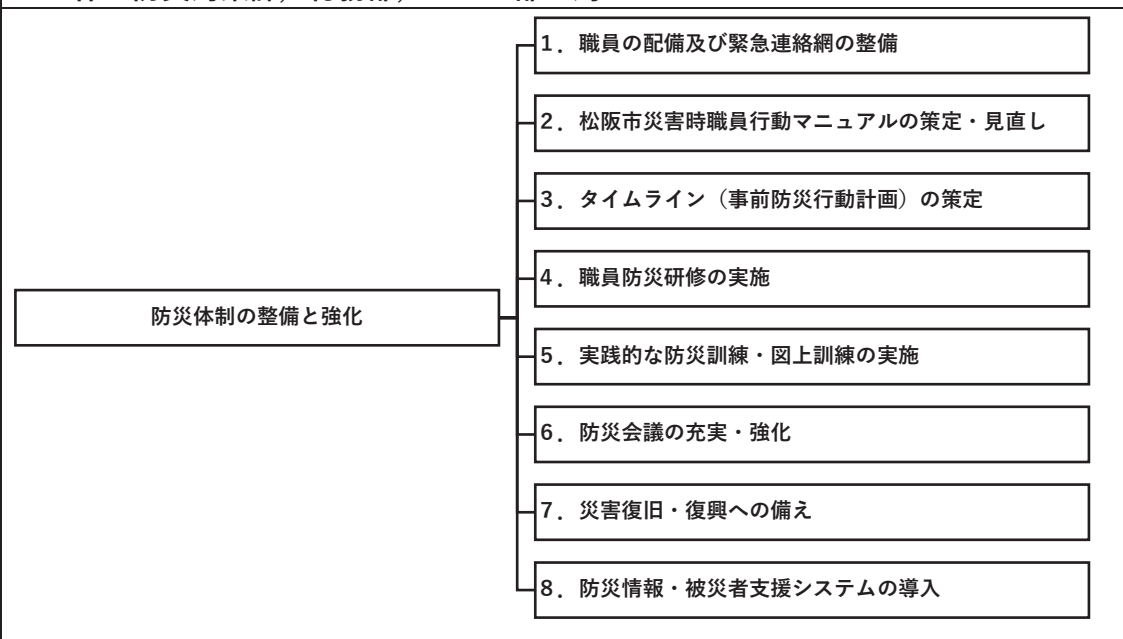 防災体制の整備と強化
1．職員の配備及び緊急連絡網の整備
2．松阪市災害時職員行動マニュアルの策定・見直し
3．タイムライン（事前防災行動計画）の策定
4．職員防災研修の実施
5．実践的な防災訓練・図上訓練の実施
6．防災会議の充実・強化
7．災害復旧・復興への備え
8．防災情報・被災者支援システムの導入